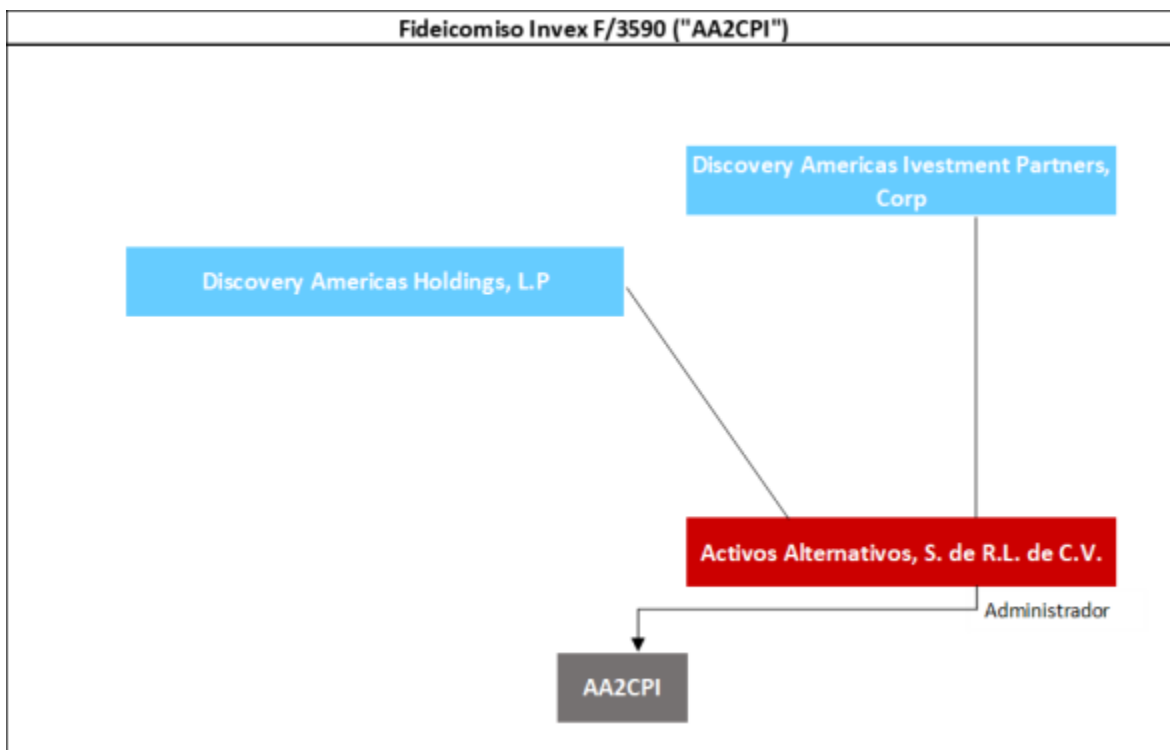 Fideicomiso Invex F/3590 ("AA2CPI")
Discovery Americas Ivestment Partners,
Corp
Discovery Americas Holdings, L.P
Activos Alternativos, S. de R.L. de C.V.
Administrador
AA2CPI